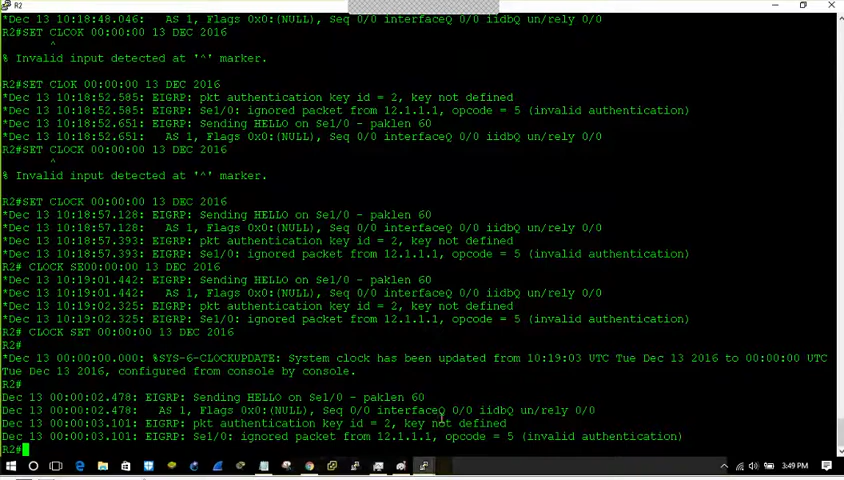 R2
*Dec 13 10:18:48.046:   AS 1, Flags 0x0:(NULL), Seq 0/0 interfaceQ 0/0 iidbQ un/rely 0/0
R2#SET CLCOK 00:00:00 13 DEC 2016
^
% Invalid input detected at '^' marker.
R2#SET CLOK 00:00:00 13 DEC 2016
*Dec 13 10:18:52.585: EIGRP: pkt authentication key id = 2, key not defined
*Dec 13 10:18:52.585: EIGRP: Se1/0: ignored packet from 12.1.1.1, opcode = 5 (invalid authentication)
*Dec 13 10:18:52.651: EIGRP: Sending HELLO on Se1/0 - paklen 60
*Dec 13 10:18:52.651:   AS 1, Flags 0x0:(NULL), Seq 0/0 interfaceQ 0/0 iidbQ un/rely 0/0
R2#SET CLOCK 00:00:00 13 DEC 2016
^
% Invalid input detected at '^' marker.
R2#SET CLOCK 00:00:00 13 DEC 2016
*Dec 13 10:18:57.128: EIGRP: Sending HELLO on Se1/0 - paklen 60
*Dec 13 10:18:57.128:   AS 1, Flags 0x0:(NULL), Seq 0/0 interfaceQ 0/0 iidbQ un/rely 0/0
*Dec 13 10:18:57.393: EIGRP: pkt authentication key id = 2, key not defined
*Dec 13 10:18:57.393: EIGRP: Se1/0: ignored packet from 12.1.1.1, opcode = 5 (invalid authentication)
R2# CLOCK SE00:00:00 13 DEC 2016
*Dec 13 10:19:01.442: EIGRP: Sending HELLO on Se1/0 - paklen 60
*Dec 13 10:19:01.442:   AS 1, Flags 0x0:(NULL), Seq 0/0 interfaceQ 0/0 iidbQ un/rely 0/0
*Dec 13 10:19:02.325: EIGRP: pkt authentication key id = 2, key not defined
*Dec 13 10:19:02.325: EIGRP: Se1/0: ignored packet from 12.1.1.1, opcode = 5 (invalid authentication)
R2# CLOCK SET 00:00:00 13 DEC 2016
R2#
*Dec 13 00:00:00.000: %SYS-6-CLOCKUPDATE: System clock has been updated from 10:19:03 UTC Tue Dec 13 2016 to 00:00:00 UTC
Tue Dec 13 2016, configured from console by console.
R2#
Dec 13 00:00:02.478: EIGRP: Sending HELLO on Se1/0 - paklen 60
Dec 13 00:00:02.478:   AS 1, Flags 0x0:(NULL), Seq 0/0 interfaceQ 0/0 iidbQ un/rely 0/0
Dec 13 00:00:03.101: EIGRP: pkt authentication key id = 2, key not defined
Dec 13 00:00:03.101: EIGRP: Se1/0: ignored packet from 12.1.1.1, opcode = 5 (invalid authentication)
R2#
3:49 PM